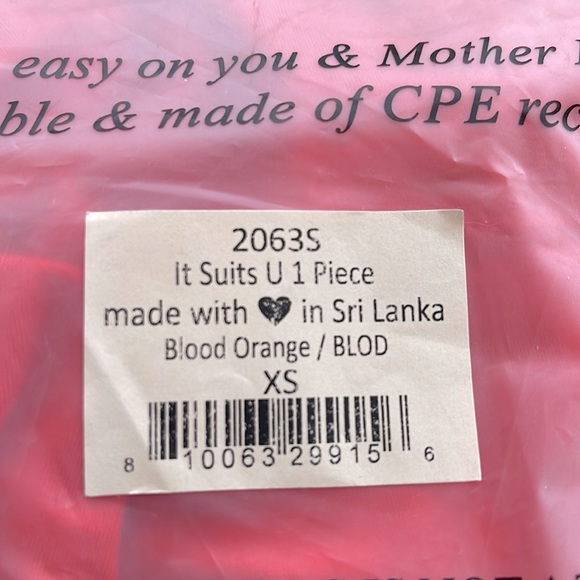 easy on you & Mother
ble & made of CPE rec
2063S
It Suits U 1 Piece
made with ♥ in Sri Lanka
Blood Orange / BLOD
XS
8 10063 29915 6